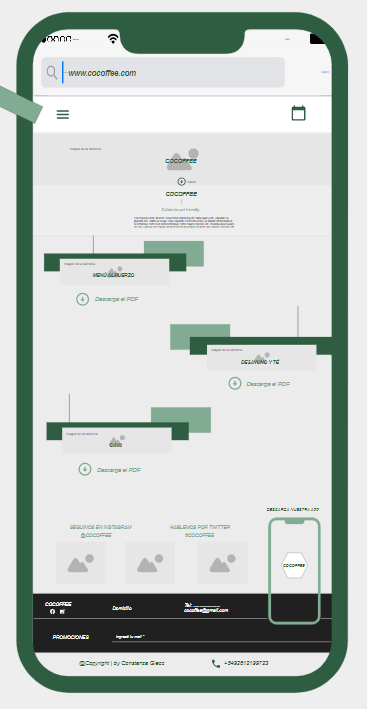 www.cocoffee.com
Imagen de la cafetería
COCOFFEE
COCOFFEE
Cafetería pet friendly
Imagen de la cafetería
MENÚ ALMUERZO
Descarga el PDF
Imagen de la cafetería
DESAYUNO Y TÉ
Descarga el PDF
Imagen de la cafetería
CENA
Descarga el PDF
DESCARGA NUESTRA APP
SEGUINOS EN INSTAGRAM
@COCOFFEE
HABLEMOS POR TWITTER
@COCOFFEE
COCOFFEE
COCOFFEE
Domicilio
Tel:
cocoffee@gmail.com
PROMOCIONES
Ingresá tu mail *
@Copyright | by Constanza Gieco
+5492612199723